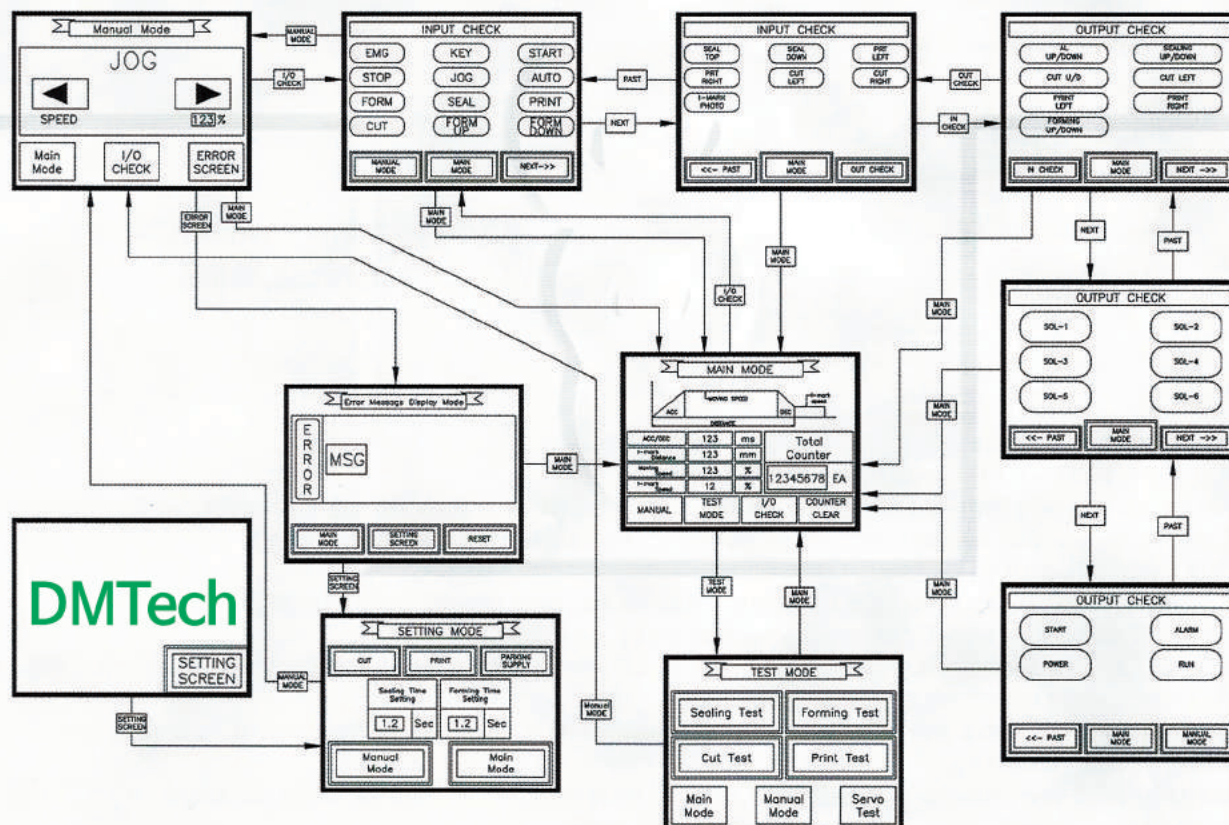 Manual Mode
JOG
SPEED
123 %
Main Mode
I/O CHECK
ERROR SCREEN
MANUAL MODE
I/O CHECK
INPUT CHECK
EMG
KEY
START
STOP
JOG
AUTO
FORM
SEAL
PRINT
CUT
FORM UP
FORM DOWN
MANUAL MODE
MAIN MODE
NEXT->>
PAST
NEXT
INPUT CHECK
SEAL TOP
SEAL DOWN
PRT LEFT
PRT RIGHT
CUT LEFT
CUT RIGHT
I-MARK PHOTO
<<- PAST
MAIN MODE
OUT CHECK
OUT CHECK
IN CHECK
OUTPUT CHECK
AL UP/DOWN
SEALING UP/DOWN
CUT U/D
CUT LEFT
PRINT LEFT
PRINT RIGHT
FORMING UP/DOWN
IN CHECK
MAIN MODE
NEXT ->>
ERROR SCREEN
MAIN MODE
MAIN MODE
I/O CHECK
MAIN MODE
MAIN MODE
NEXT
PAST
OUTPUT CHECK
SOL-1
SOL-2
SOL-3
SOL-4
SOL-5
SOL-6
<<- PAST
MAIN MODE
NEXT ->>
MAIN MODE
MAIN MODE
MAIN MODE
MOVING SPEED
I-mark speed
ACC
DEC
DISTANCE
ACC/DEC
123
ms
I-mark Distance
123
mm
Moving Speed
123
%
I-mark Speed
12
%
Total Counter
12345678 EA
MANUAL
TEST MODE
I/O CHECK
COUNTER CLEAR
Error Message Display Mode
ERROR
MSG
MAIN MODE
SETTING SCREEN
RESET
MAIN MODE
SETTING SCREEN
DMTech
SETTING SCREEN
SETTING SCREEN
MANUAL MODE
SETTING MODE
CUT
PRINT
PARKING SUPPLY
Sealing Time Setting
Forming Time Setting
1.2 Sec
1.2 Sec
Manual Mode
Main Mode
Manual MODE
TEST MODE
MAIN MODE
TEST MODE
Sealing Test
Forming Test
Cut Test
Print Test
Main Mode
Manual Mode
Servo Test
NEXT
PAST
OUTPUT CHECK
START
ALARM
POWER
RUN
<<- PAST
MAIN MODE
MANUAL MODE